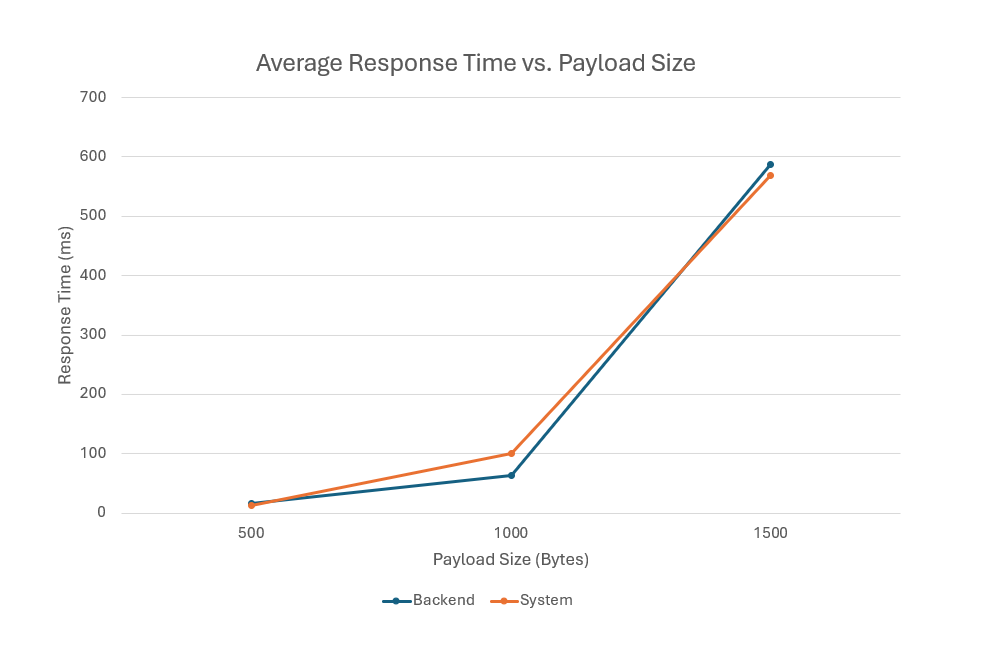 Average Response Time vs. Payload Size
700
600
500
400
300
200
100
0
Response Time (ms)
500 1000 1500
Payload Size (Bytes)
Backend System